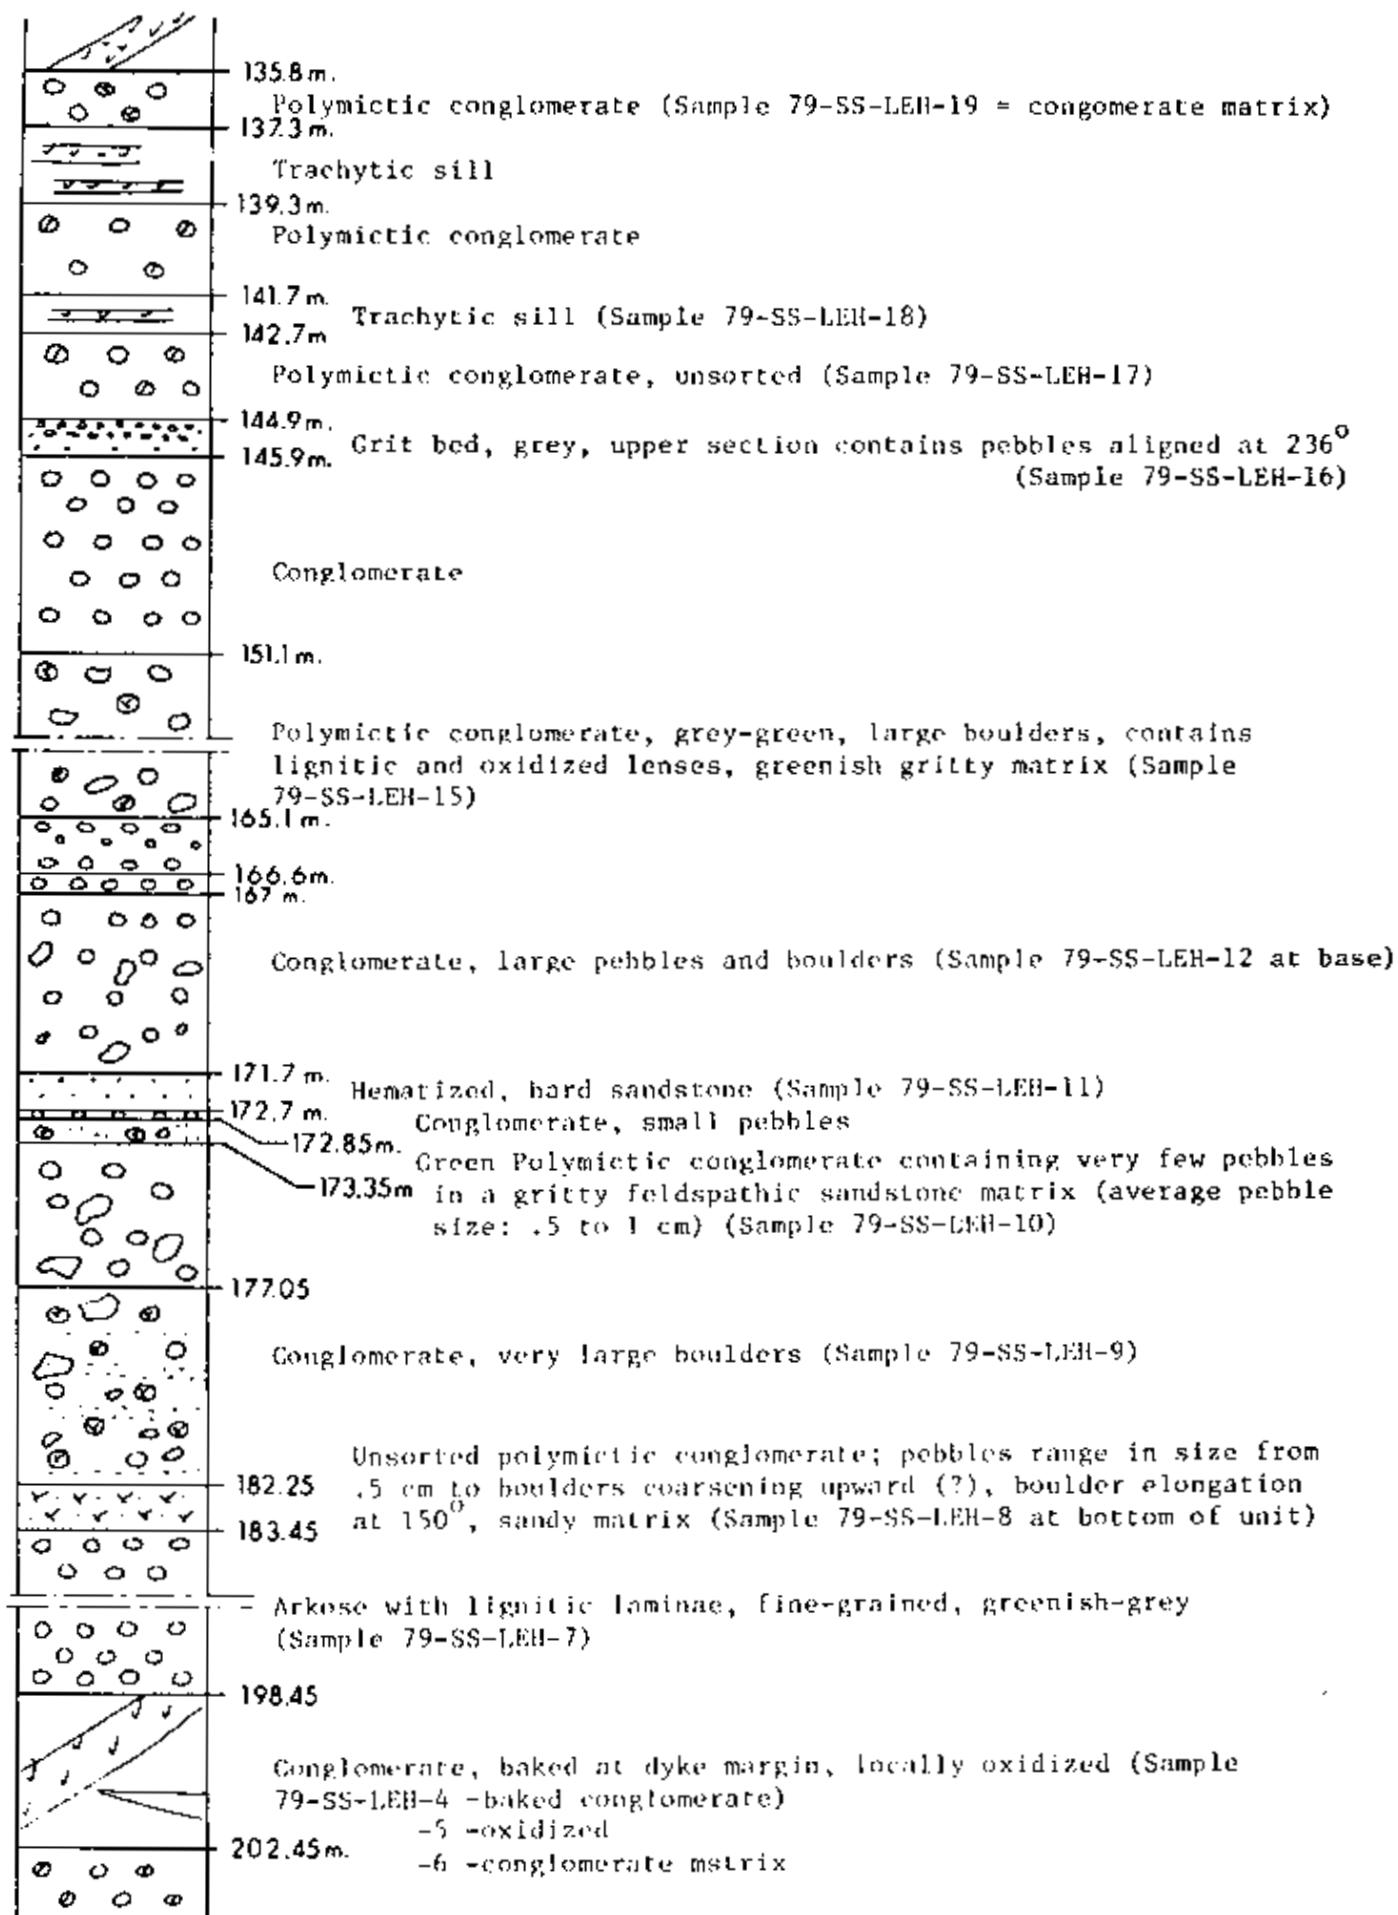 135.8 m.
Polymictic conglomerate (Sample 79-SS-LEH-19 = congomerate matrix)
137.3 m.
Trachytic sill
139.3 m.
Polymictic conglomerate
141.7 m.
Trachytic sill (Sample 79-SS-LEH-18)
142.7 m
Polymictic conglomerate, unsorted (Sample 79-SS-LEH-17)
144.9 m.
Grit bed, grey, upper section contains pebbles aligned at 236°
145.9 m.
(Sample 79-SS-LEH-16)
Conglomerate
151.1 m.
Polymictic conglomerate, grey-green, large boulders, contains
lignitic and oxidized lenses, greenish gritty matrix (Sample
79-SS-LEH-15)
165.1 m.
166.6 m.
167 m.
Conglomerate, large pebbles and boulders (Sample 79-SS-LEH-12 at base)
171.7 m.
Hematized, hard sandstone (Sample 79-SS-LEH-11)
172.7 m.
Conglomerate, small pebbles
172.85 m.
Green Polymictic conglomerate containing very few pebbles
173.35 m
in a gritty feldspathic sandstone matrix (average pebble
size: .5 to 1 cm) (Sample 79-SS-LEH-10)
177.05
Conglomerate, very large boulders (Sample 79-SS-LEH-9)
Unsorted polymictic conglomerate; pebbles range in size from
182.25
.5 cm to boulders coarsening upward (?), boulder elongation
at 150°, sandy matrix (Sample 79-SS-LEH-8 at bottom of unit)
183.45
Arkose with lignitic laminae, fine-grained, greenish-grey
(Sample 79-SS-LEH-7)
198.45
Conglomerate, baked at dyke margin, locally oxidized (Sample
79-SS-LEH-4 -baked conglomerate)
-5 -oxidized
202.45 m.
-6 -conglomerate mstrix